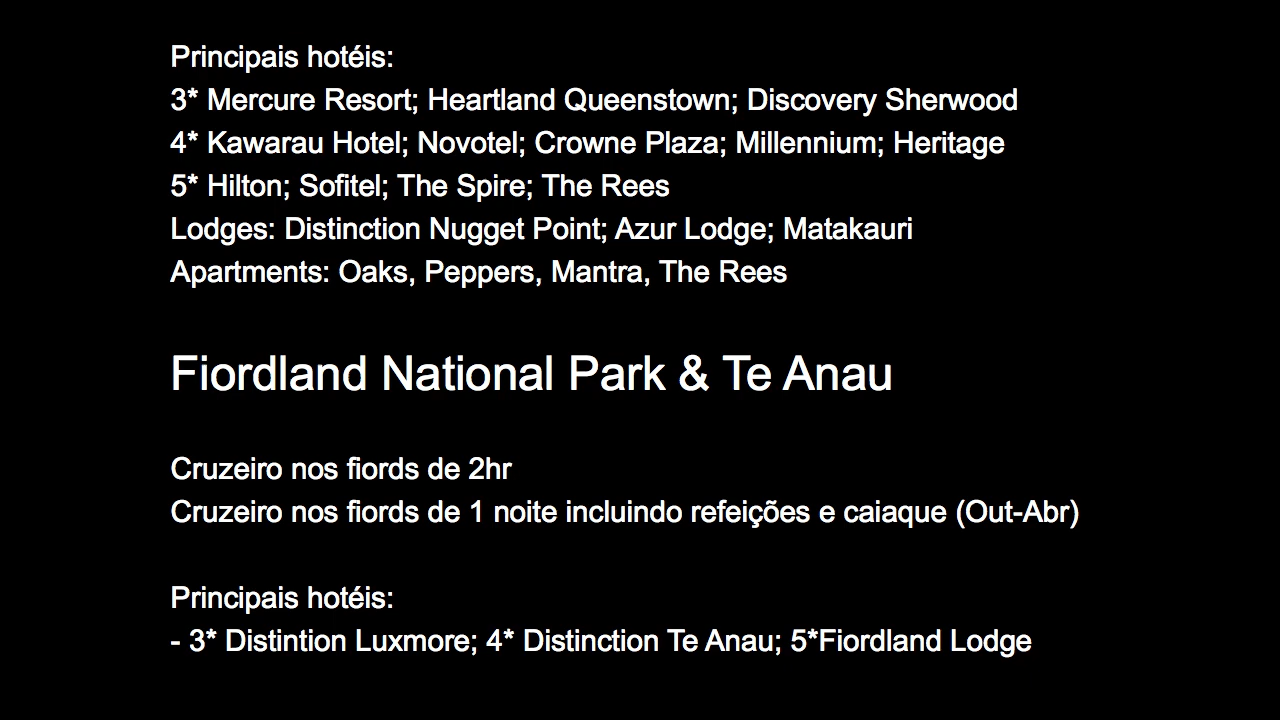 Principais hotéis:
3* Mercure Resort; Heartland Queenstown; Discovery Sherwood
4* Kawarau Hotel; Novotel; Crowne Plaza; Millennium; Heritage
5* Hilton; Sofitel; The Spire; The Rees
Lodges: Distinction Nugget Point; Azur Lodge; Matakauri
Apartments: Oaks, Peppers, Mantra, The Rees
Fiordland National Park & Te Anau
Cruzeiro nos fiords de 2hr
Cruzeiro nos fiords de 1 noite incluindo refeições e caiaque (Out-Abr)
Principais hotéis:
- 3* Distintion Luxmore; 4* Distinction Te Anau; 5*Fiordland Lodge